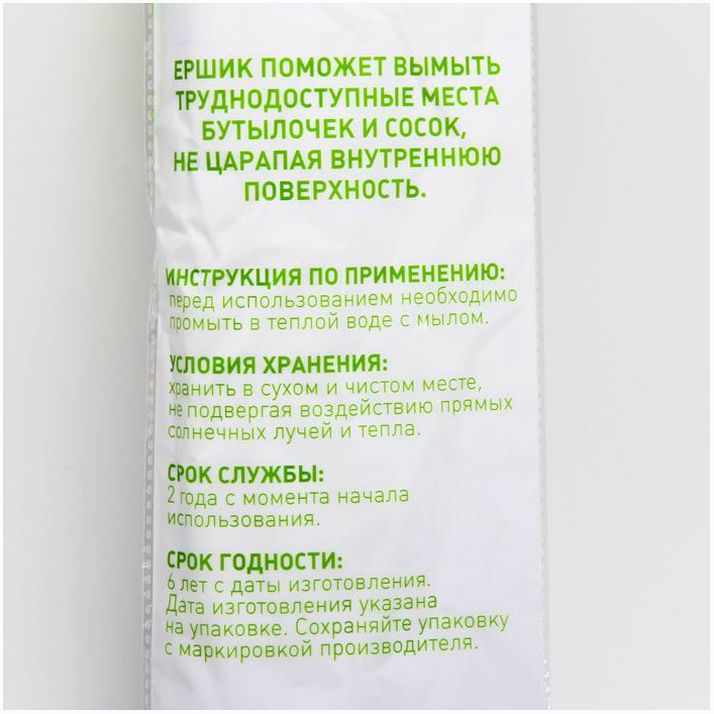 ЕРШИК ПОМОЖЕТ ВЫМЫТЬ
ТРУДНОДОСТУПНЫЕ МЕСТА
БУТЫЛОЧЕК И СОСОК,
НЕ ЦАРАПАЯ ВНУТРЕННЮЮ
ПОВЕРХНОСТЬ.
ИНСТРУКЦИЯ ПО ПРИМЕНЕНИЮ:
перед использованием необходимо
промыть в теплой воде с мылом.
УСЛОВИЯ ХРАНЕНИЯ:
хранить в сухом и чистом месте,
не подвергая воздействию прямых
солнечных лучей и тепла.
СРОК СЛУЖБЫ:
2 года с момента начала
использования.
СРОК ГОДНОСТИ:
6 лет с даты изготовления.
Дата изготовления указана
на упаковке. Сохраняйте упаковку
с маркировкой производителя.